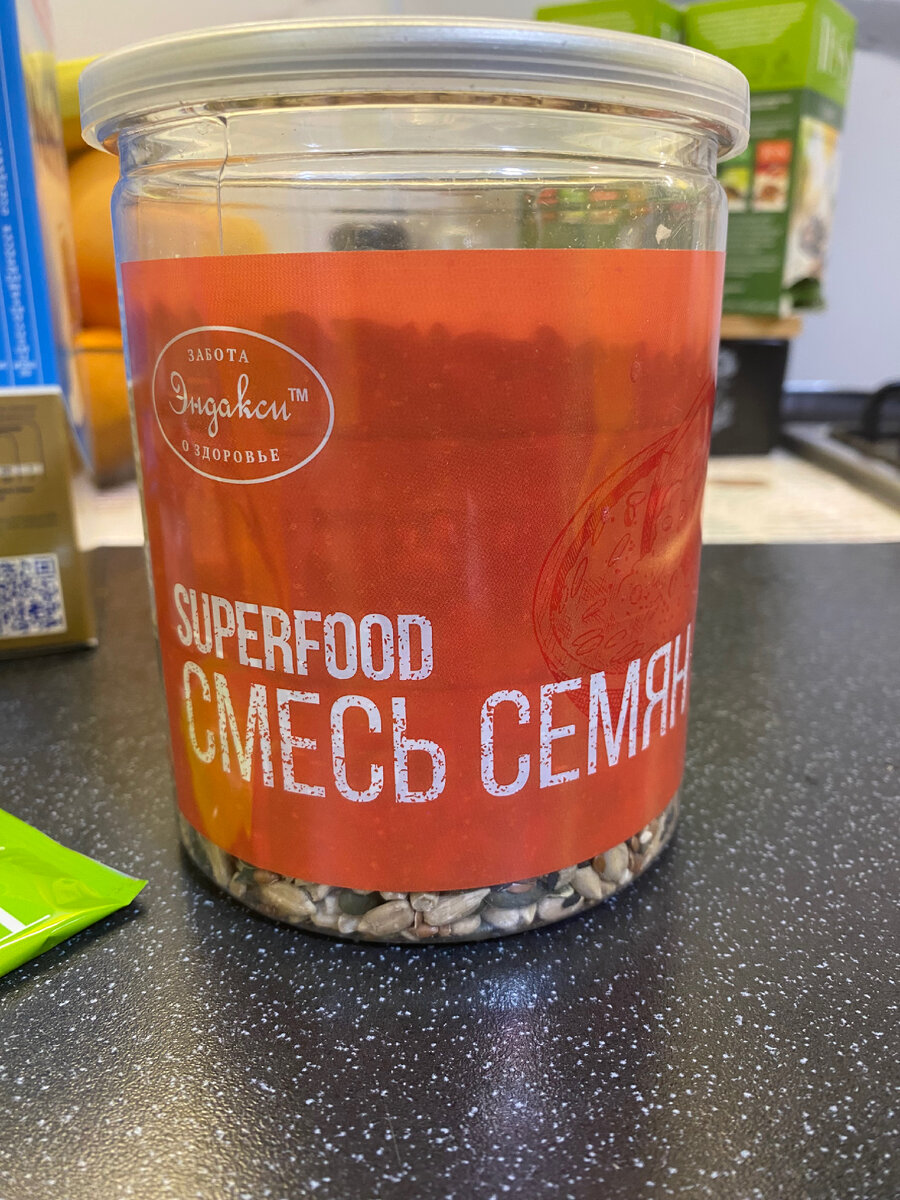 ЗАБОТА
Эндакси™
О ЗДОРОВЬЕ
SUPERFOOD
СМЕСЬ СЕМЯН